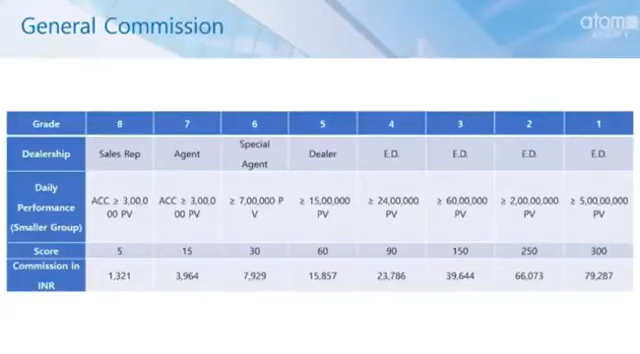 General Commission
atom
Grade 8 7 6 5 4 3 2 1
Dealership Sales Rep Agent Special Agent Dealer E.D. E.D. E.D. E.D.
Daily Performance (Smaller Group) ACC ≥ 3,00,000 PV ACC ≥ 3,00,000 PV ≥ 7,00,000 PV ≥ 15,00,000 PV ≥ 24,00,000 PV ≥ 60,00,000 PV ≥ 2,00,00,000 PV ≥ 5,00,00,000 PV
Score 5 15 30 60 90 150 250 300
Commission in INR 1,321 3,964 7,929 15,857 23,786 39,644 66,073 79,287